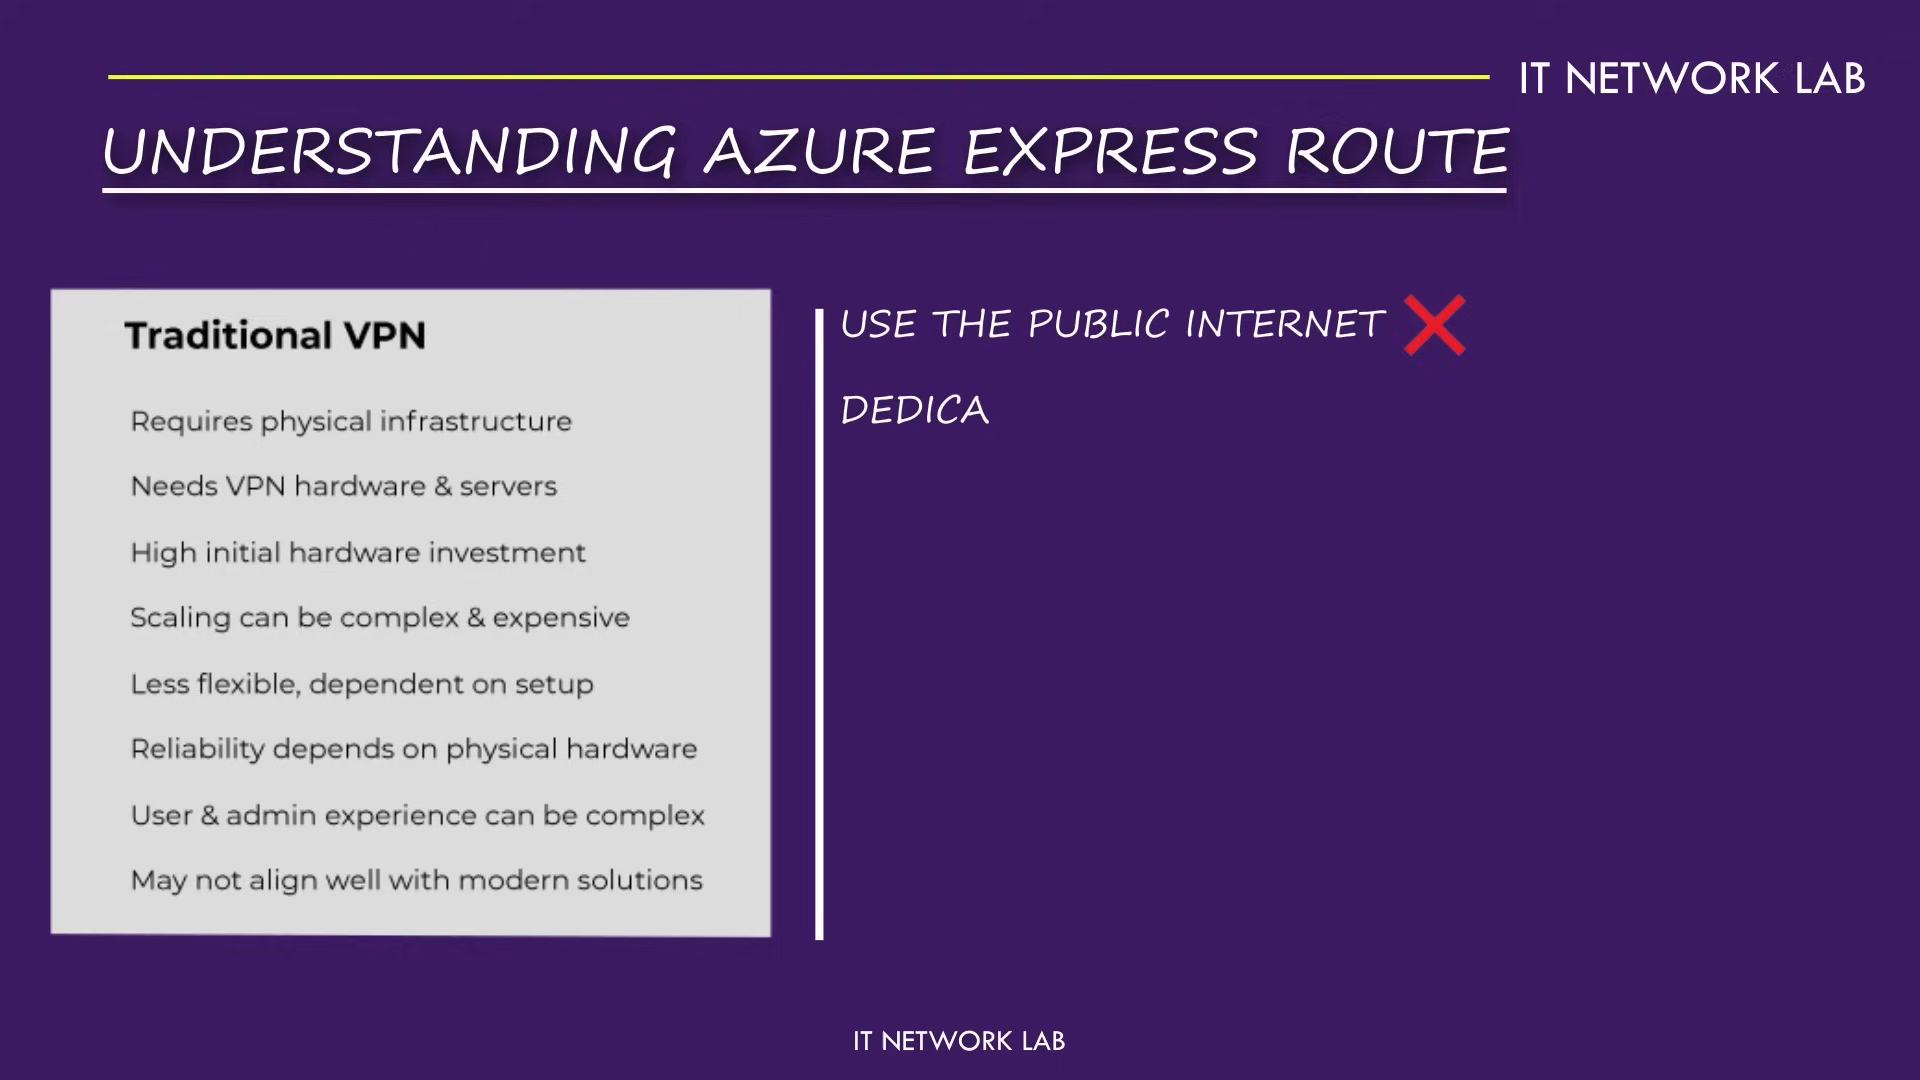 IT NETWORK LAB
UNDERSTANDING AZURE EXPRESS ROUTE
Traditional VPN
Requires physical infrastructure
Needs VPN hardware & servers
High initial hardware investment
Scaling can be complex & expensive
Less flexible, dependent on setup
Reliability depends on physical hardware
User & admin experience can be complex
May not align well with modern solutions
USE THE PUBLIC INTERNET
DEDICA
IT NETWORK LAB